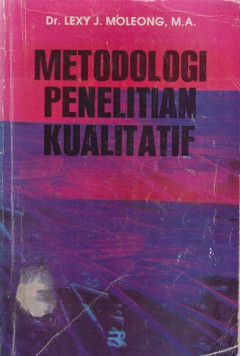 Dr. LEXY J. MOLEONG, M.A.
METODOLOGI
PENELITIAN
KUALITATIF